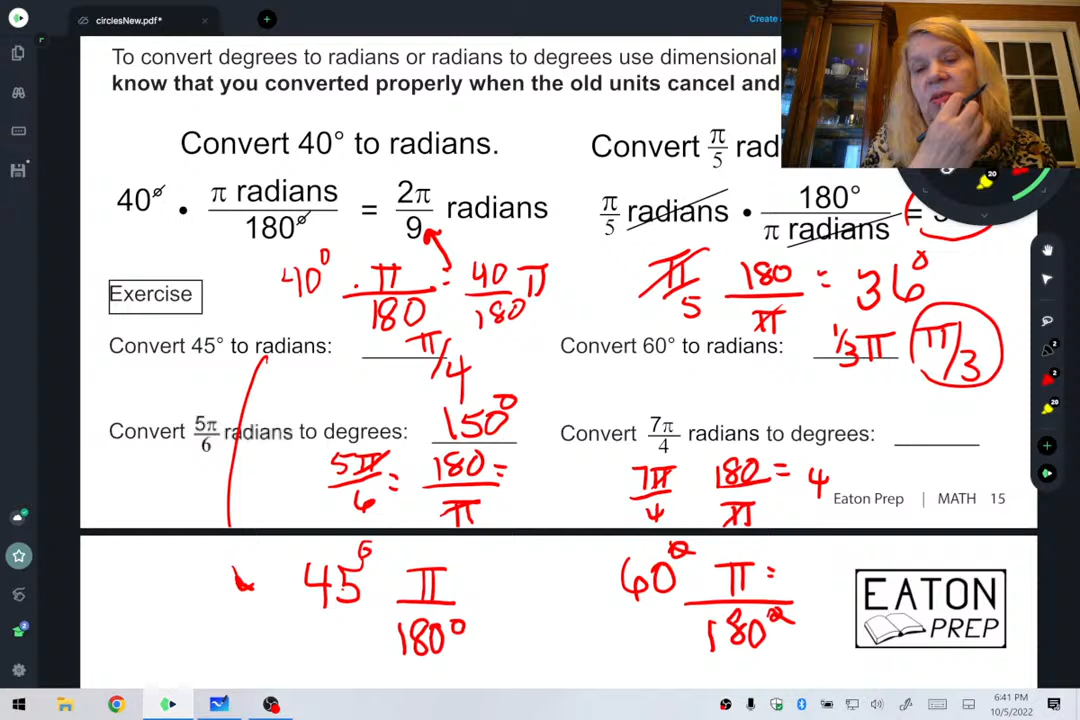 circlesNew.pdf*
Create
To convert degrees to radians or radians to degrees use dimensional
know that you converted properly when the old units cancel and
Convert 40° to radians.
40° • π radians / 180° = 2π / 9 radians
40° . π / 180 = 40 / 180 π
Convert π/5 rad
π/5 radians • 180° / π radians =
π / 5 180 / π = 36°
Exercise
Convert 45° to radians: π/4
Convert 60° to radians: 1/3 π π/3
Convert 5π/6 radians to degrees: 150°
5π / 6 = 180 / π =
Convert 7π/4 radians to degrees:
7π / 4 180 / π = 4
Eaton Prep | MATH 15
45° π / 180°
60° π / 180° =
EATON
PREP
20
2
2
20
2
6:41 PM
10/5/2022